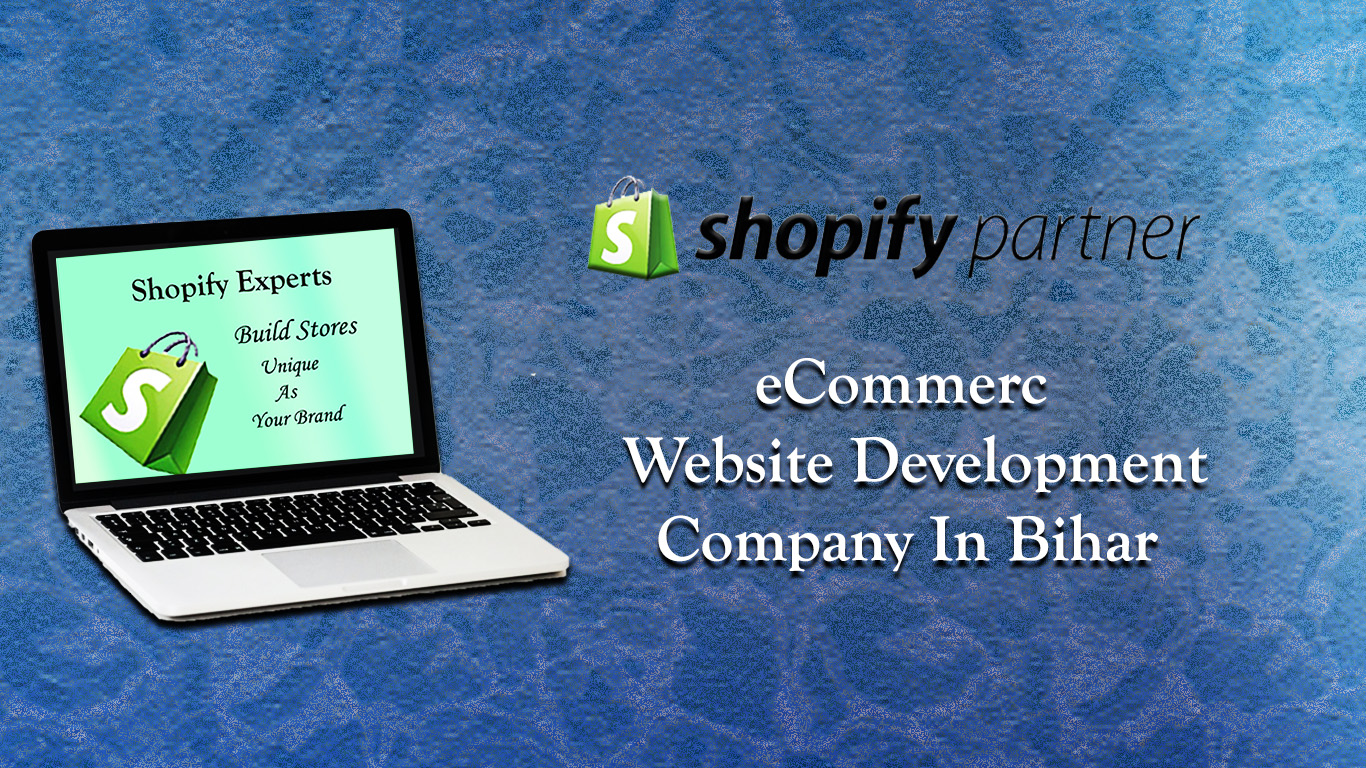 Shopify Experts
Build Stores
Unique
As
Your Brand
shopify partner
eCommerc
Website Development
Company In Bihar